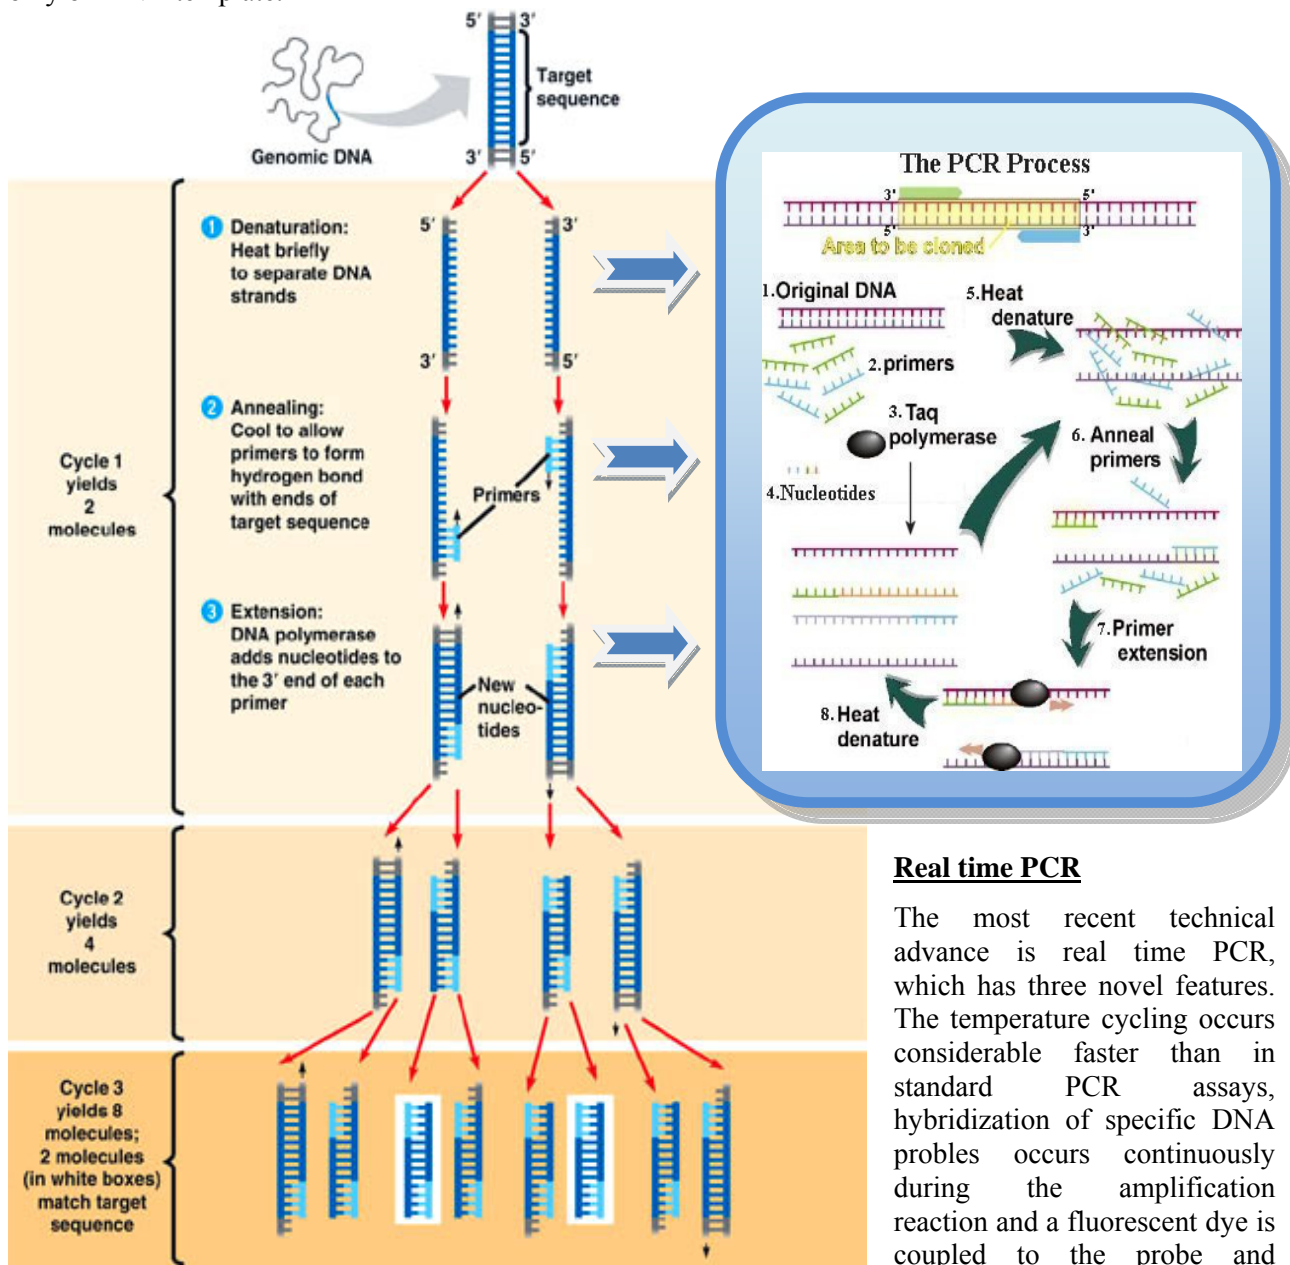 5′ 3′
Target
sequence
Genomic DNA
3′ 5′
Cycle 1
yields
2
molecules
1 Denaturation:
Heat briefly
to separate DNA
strands
5′ 3′
3′ 5′
2 Annealing:
Cool to allow
primers to form
hydrogen bond
with ends of
target sequence
Primers
3 Extension:
DNA polymerase
adds nucleotides to
the 3′ end of each
primer
New
nucleo-
tides
The PCR Process
3' 5'
5' 3'
Area to be cloned
1.Original DNA
2.primers
3. Taq
polymerase
4.Nucleotides
5.Heat
denature
6. Anneal
primers
7.Primer
extension
8.Heat
denature
Cycle 2
yields
4
molecules
Cycle 3
yields 8
molecules;
2 molecules
(in white boxes)
match target
sequence
Real time PCR
The most recent technical
advance is real time PCR,
which has three novel features.
The temperature cycling occurs
considerable faster than in
standard PCR assays,
hybridization of specific DNA
probles occurs continuously
during the amplification
reaction and a fluorescent dye is
coupled to the probe and